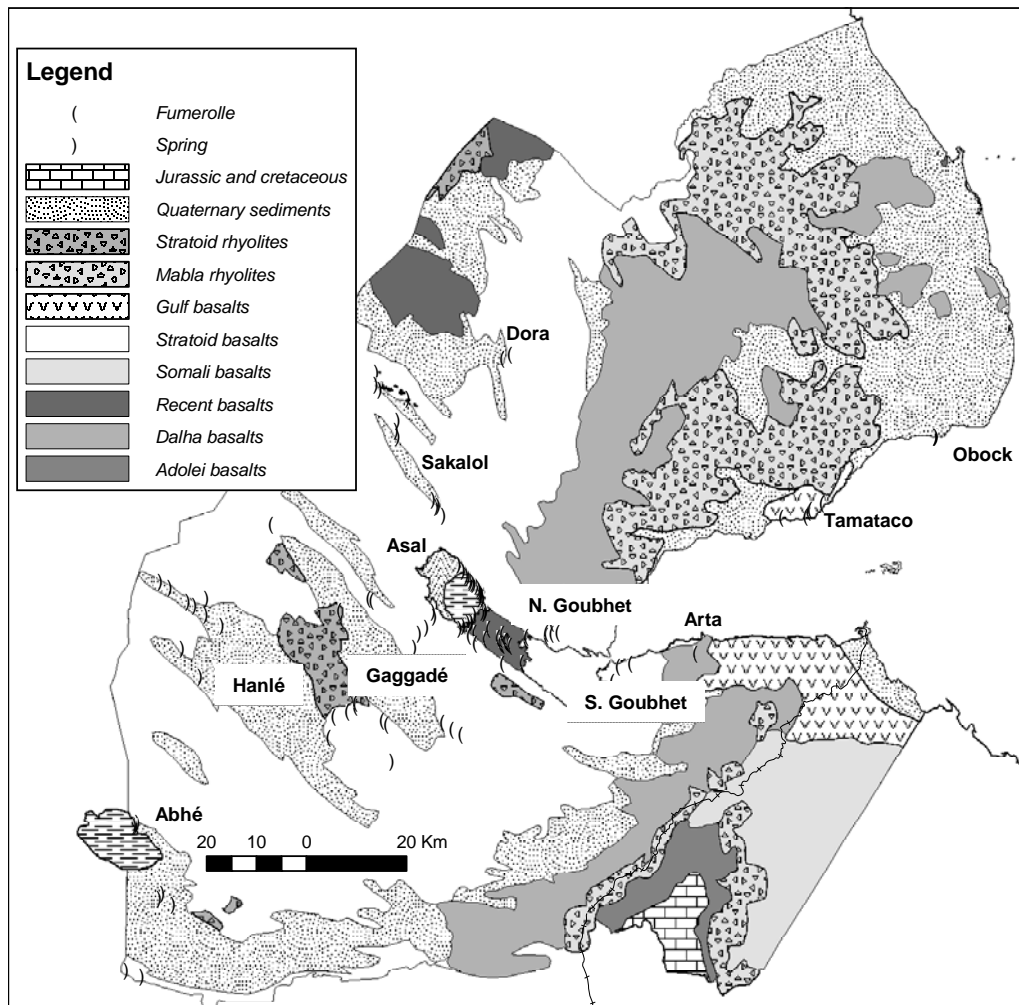 Legend
( Fumerolle
) Spring
Jurassic and cretaceous
Quaternary sediments
Stratoid rhyolites
Mabla rhyolites
Gulf basalts
Stratoid basalts
Somali basalts
Recent basalts
Dalha basalts
Adolei basalts
Dora
Sakalol
Obock
Tamataco
Asal
N. Goubhet
Arta
Hanlé
Gaggadé
S. Goubhet
Abhé
20 10 0 20 Km